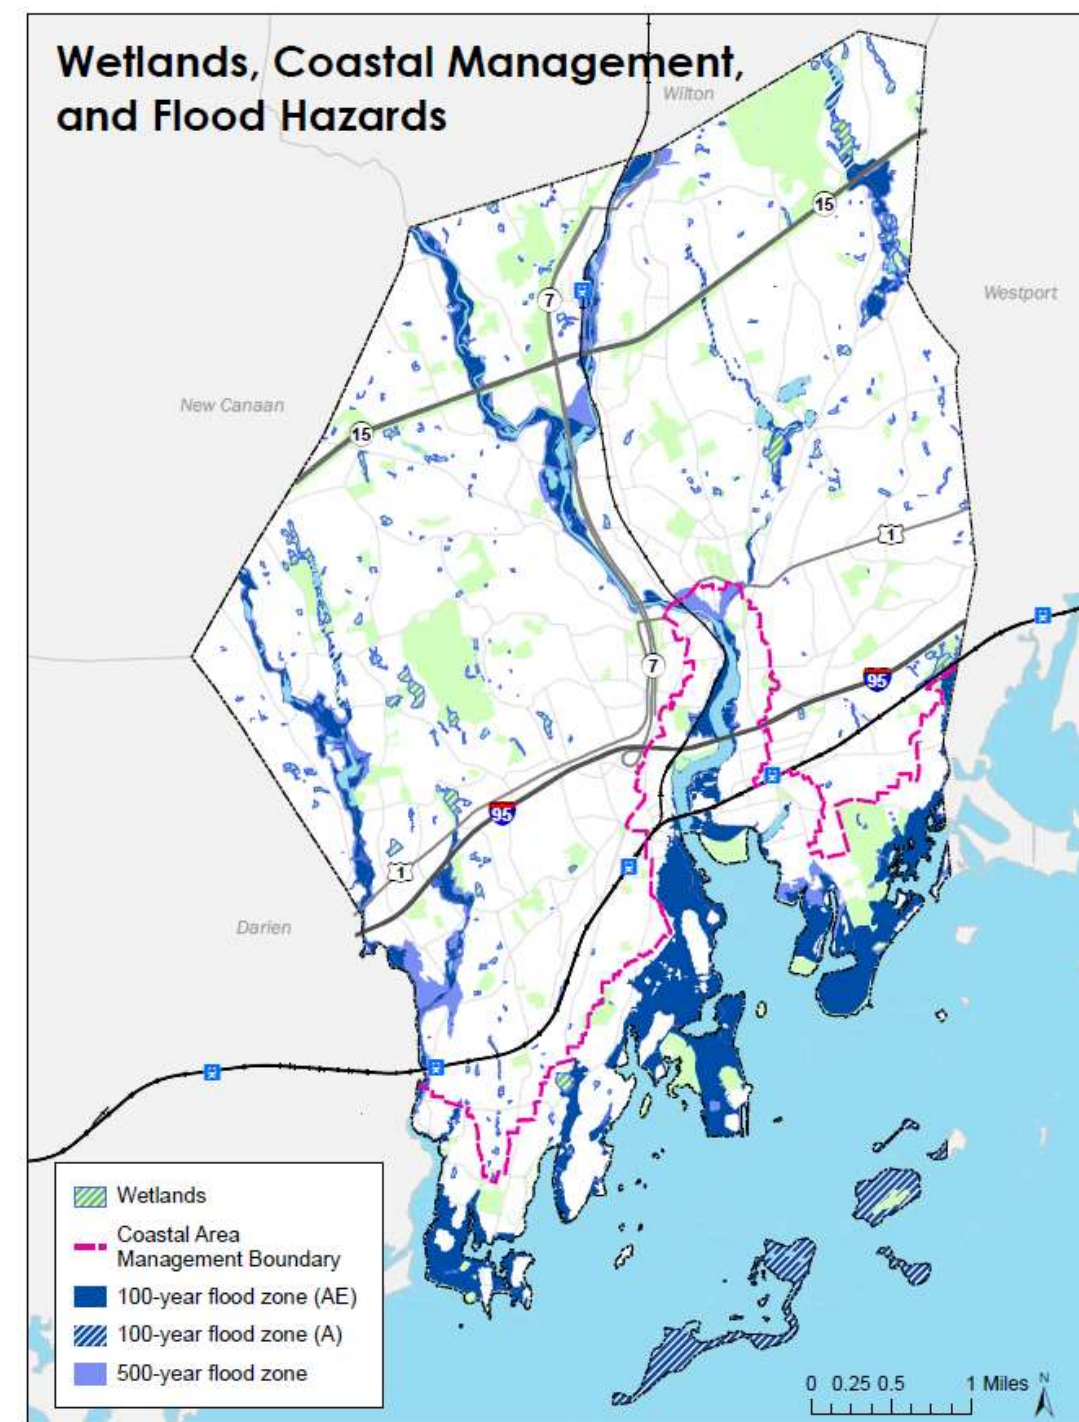 Wetlands, Coastal Management,
and Flood Hazards
Wilton
15
7
Westport
New Canaan
15
1
7
95
95
1
Darien
Wetlands
Coastal Area
Management Boundary
100-year flood zone (AE)
100-year flood zone (A)
500-year flood zone
0 0.25 0.5 1 Miles
N